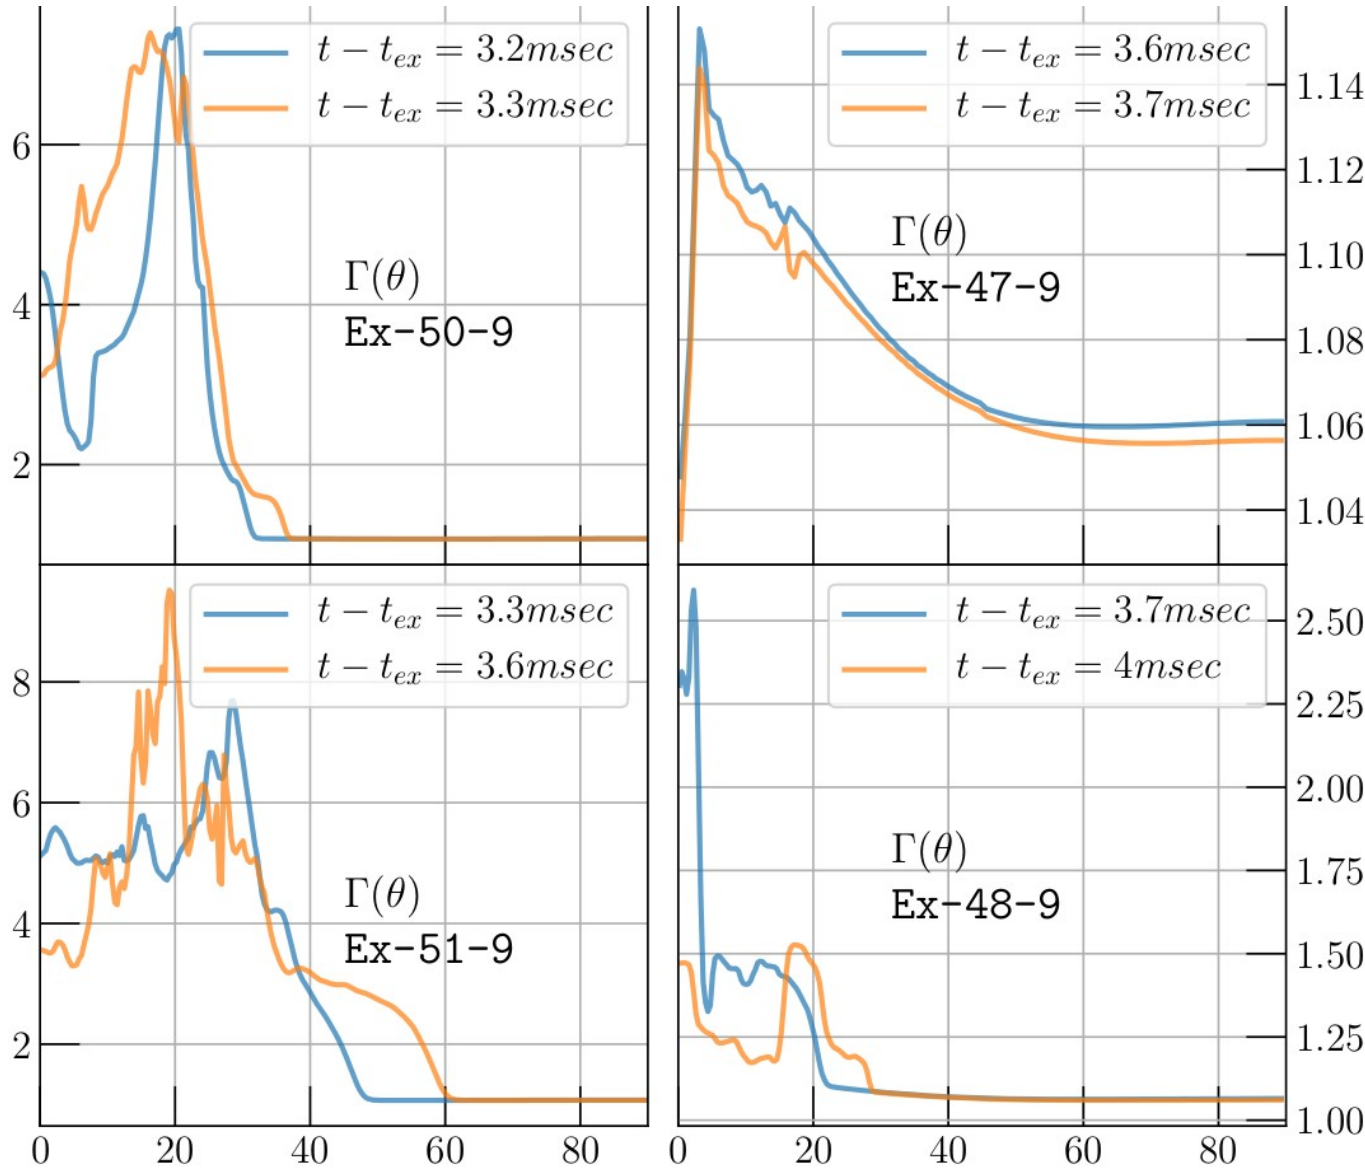 t − t_ex = 3.2msec
t − t_ex = 3.3msec
6
4
2
Γ(θ)
Ex-50-9
t − t_ex = 3.6msec
t − t_ex = 3.7msec
1.14
1.12
1.10
1.08
1.06
1.04
Γ(θ)
Ex-47-9
t − t_ex = 3.3msec
t − t_ex = 3.6msec
8
6
4
2
Γ(θ)
Ex-51-9
0 20 40 60 80
t − t_ex = 3.7msec
t − t_ex = 4msec
2.50
2.25
2.00
1.75
1.50
1.25
1.00
Γ(θ)
Ex-48-9
0 20 40 60 80